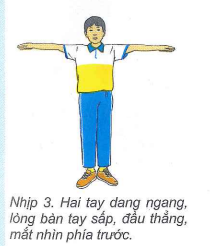 Nhịp 3. Hai tay dang ngang,
lòng bàn tay sấp, đầu thẳng,
mắt nhìn phía trước.